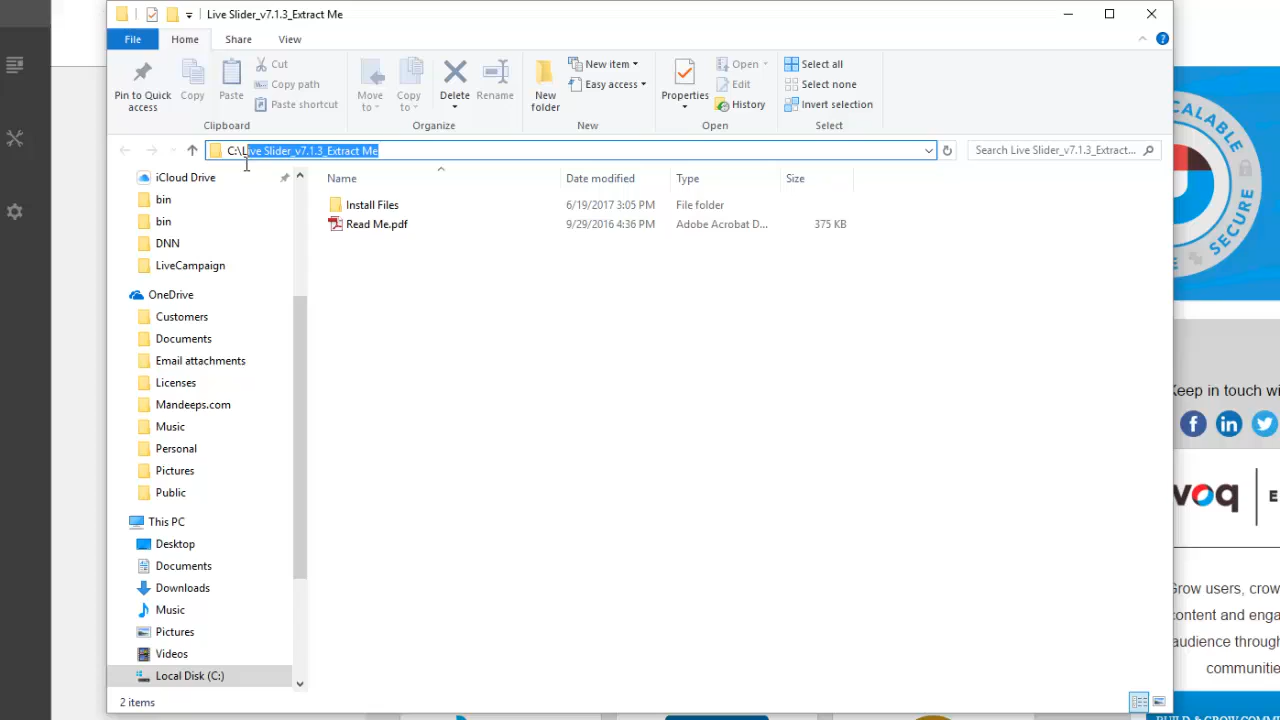 Live Slider_v7.1.3_Extract Me
File
Home
Share
View
Pin to Quick access
Copy
Paste
Cut
Copy path
Paste shortcut
Clipboard
Move to
Copy to
Delete
Rename
Organize
New folder
New item
Easy access
New
Properties
Open
Edit
History
Open
Select all
Select none
Invert selection
Select
C:\Live Slider_v7.1.3_Extract Me
Search Live Slider_v7.1.3_Extract...
Name
Date modified
Type
Size
Install Files
6/19/2017 3:05 PM
File folder
Read Me.pdf
9/29/2016 4:36 PM
Adobe Acrobat D...
375 KB
iCloud Drive
bin
bin
DNN
LiveCampaign
OneDrive
Customers
Documents
Email attachments
Licenses
Mandeeps.com
Music
Personal
Pictures
Public
This PC
Desktop
Documents
Downloads
Music
Pictures
Videos
Local Disk (C:)
2 items
CALABLE
SECURE
Keep in touch wi
voq
E
Grow users, crow
content and enga
audience through
communitie
BUILD & GROW COMM